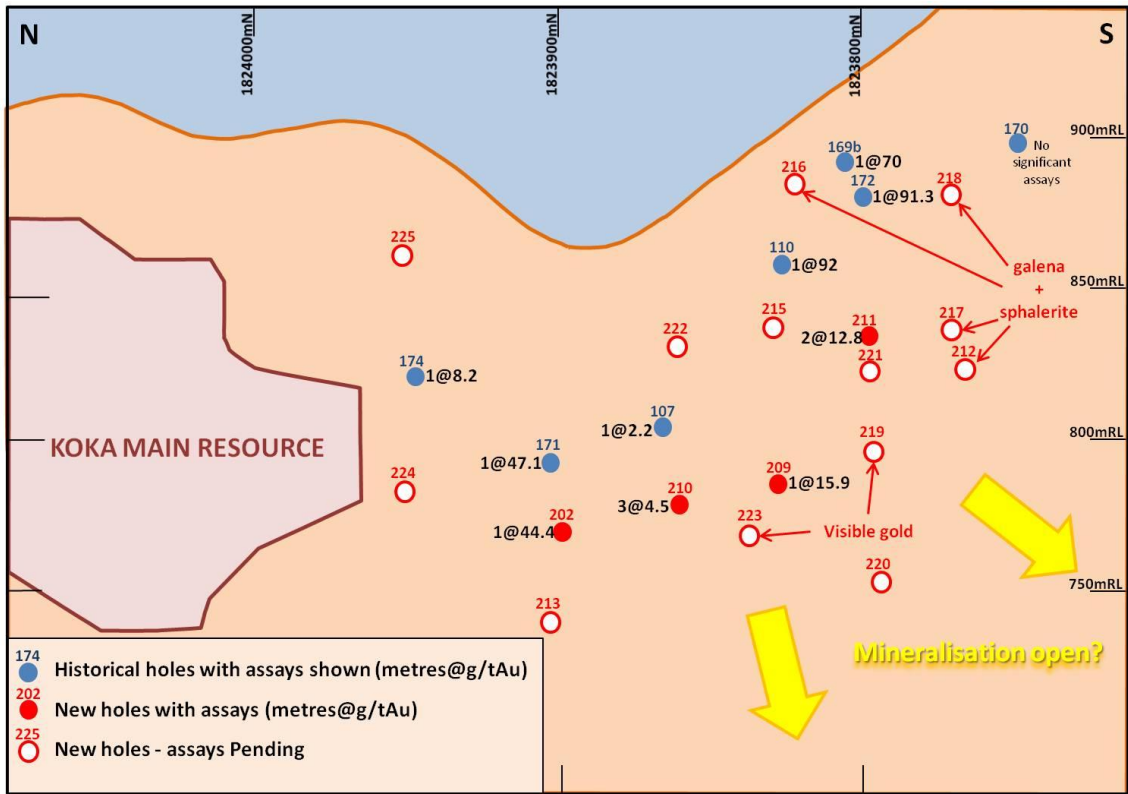 N
1824000mN
1823900mN
1823800mN
S
900mRL
170
No
significant
assays
169b
1@70
216
172
1@91.3
218
225
110
1@92
galena
+
sphalerite
850mRL
215
211
2@12.8
217
222
221
212
174
1@8.2
KOKA MAIN RESOURCE
107
1@2.2
800mRL
171
1@47.1
219
209
1@15.9
210
3@4.5
224
202
1@44.4
223
Visible gold
220
750mRL
213
Mineralisation open?
174
Historical holes with assays shown (metres@g/tAu)
202
New holes with assays (metres@g/tAu)
225
New holes - assays Pending